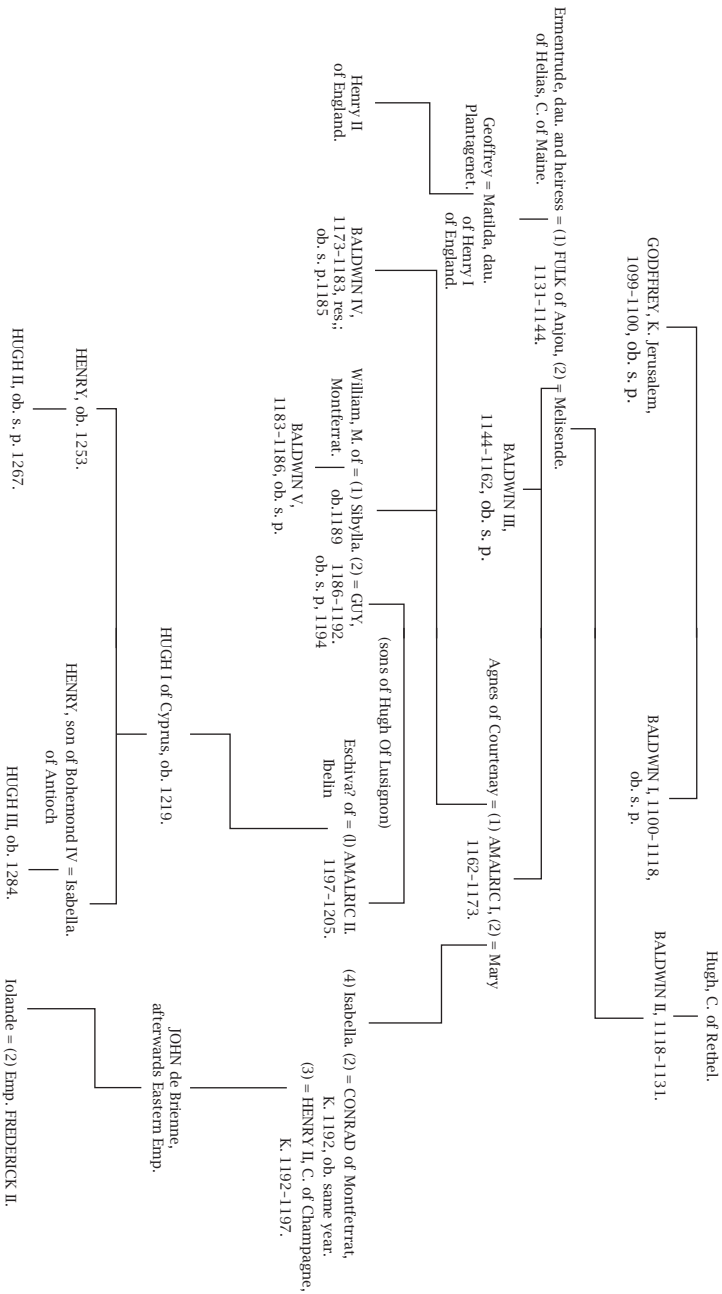 Hugh, C. of Rethel.
GODFFREY, K. Jerusalem,
1099–1100, ob. s. p.
BALDWIN I, 1100–1118,
ob. s. p.
BALDWIN II, 1118–1131.
Ermentrude, dau. and heiress = (1) FULK of Anjou, (2) = Melisende.
of Helias, C. of Maine.
1131–1144.
Geoffrey = Matilda, dau.
Plantagenet.
of Henry I
of England.
BALDWIN III,
1144–1162, ob. s. p.
Agnes of Courtenay = (1) AMALRIC I, (2) = Mary
1162–1173.
Henry II
of England.
BALDWIN IV,
1173–1183, res,;
ob. s. p.1185
William, M. of = (1) Sibylla. (2) = GUY,
Montferrat.
ob.1189
1186–1192.
ob. s. p, 1194
BALDWIN V,
1183–1186, ob. s. p.
(sons of Hugh Of Lusignon)
Eschiva? of = (l) AMALRIC II.
Ibelin
1197–1205.
(4) Isabella. (2) = CONRAD of Montfetrrat,
K. 1192, ob. same year.
(3) = HENRY II, C. of Champagne,
K. 1192–1197.
HUGH I of Cyprus, ob. 1219.
JOHN de Brienne,
afterwards Eastern Emp.
HENRY, ob. 1253.
HENRY, son of Bohemond IV = Isabella.
of Antioch
HUGH II, ob. s. p. 1267.
HUGH III, ob. 1284.
Iolande = (2) Emp. FREDERICK II.